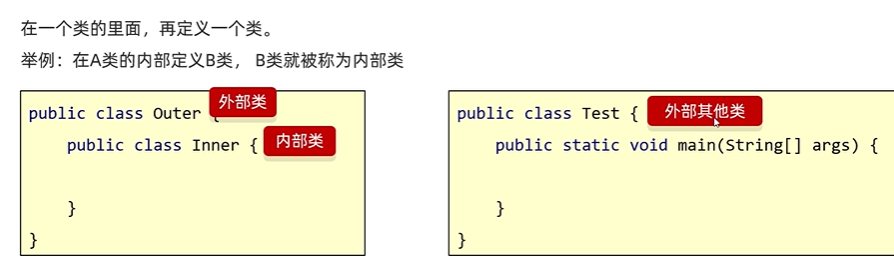 在一个类的里面，再定义一个类。
举例：在A类的内部定义B类， B类就被称为内部类
public class Outer {
外部类
public class Inner {
内部类
}
}
public class Test {
外部其他类
public static void main(String[] args) {
}
}